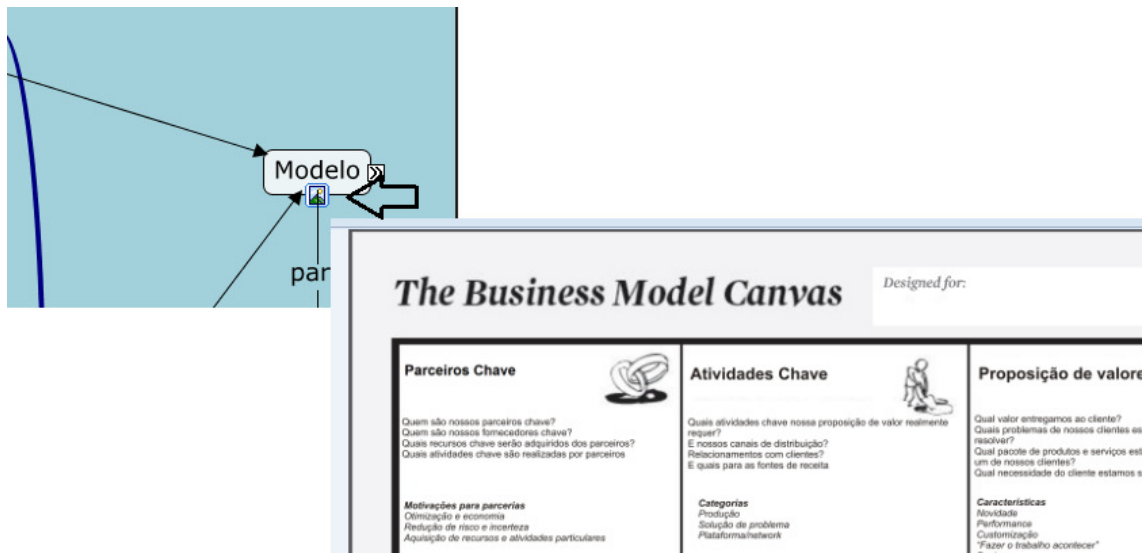 Modelo
par
The Business Model Canvas
Designed for:
Parceiros Chave
Quem são nossos parceiros chave?
Quem são nossos fornecedores chave?
Quais recursos chave serão adquiridos dos parceiros?
Quais atividades chave são realizadas por parceiros
Motivações para parcerias
Otimização e economia
Redução de risco e incerteza
Aquisição de recursos e atividades particulares
Atividades Chave
Quais atividades chave nossa proposição de valor realmente
requer?
E nossos canais de distribuição?
Relacionamentos com clientes?
E quais para as fontes de receita
Categorias
Produção
Solução de problema
Plataforma/network
Proposição de valore
Qual valor entregamos ao cliente?
Quais problemas de nossos clientes es
resolver?
Qual pacote de produtos e serviços est
um de nossos clientes?
Qual necessidade do cliente estamos s
Características
Novidade
Performance
Customização
"Fazer o trabalho acontecer"